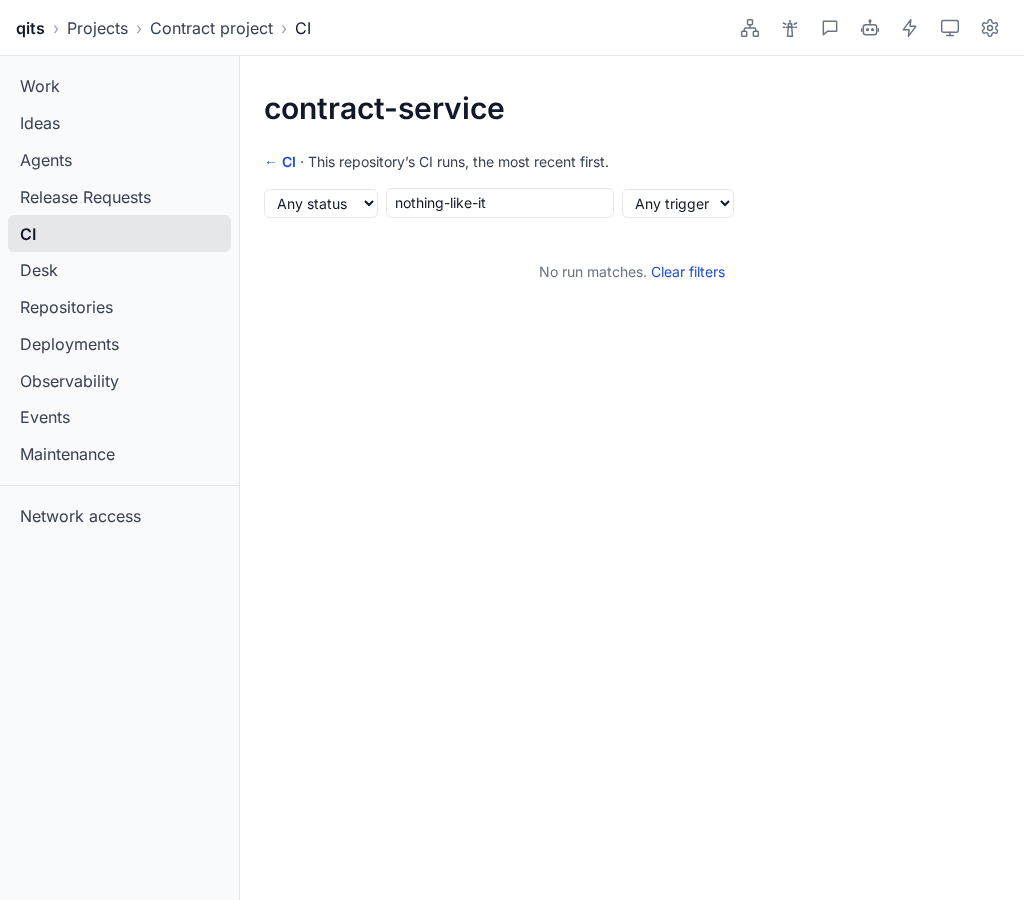 qits › Projects › Contract project › CI
Work
Ideas
Agents
Release Requests
CI
Desk
Repositories
Deployments
Observability
Events
Maintenance
Network access
contract-service
← CI · This repository’s CI runs, the most recent first.
Any status nothing-like-it Any trigger
No run matches. Clear filters